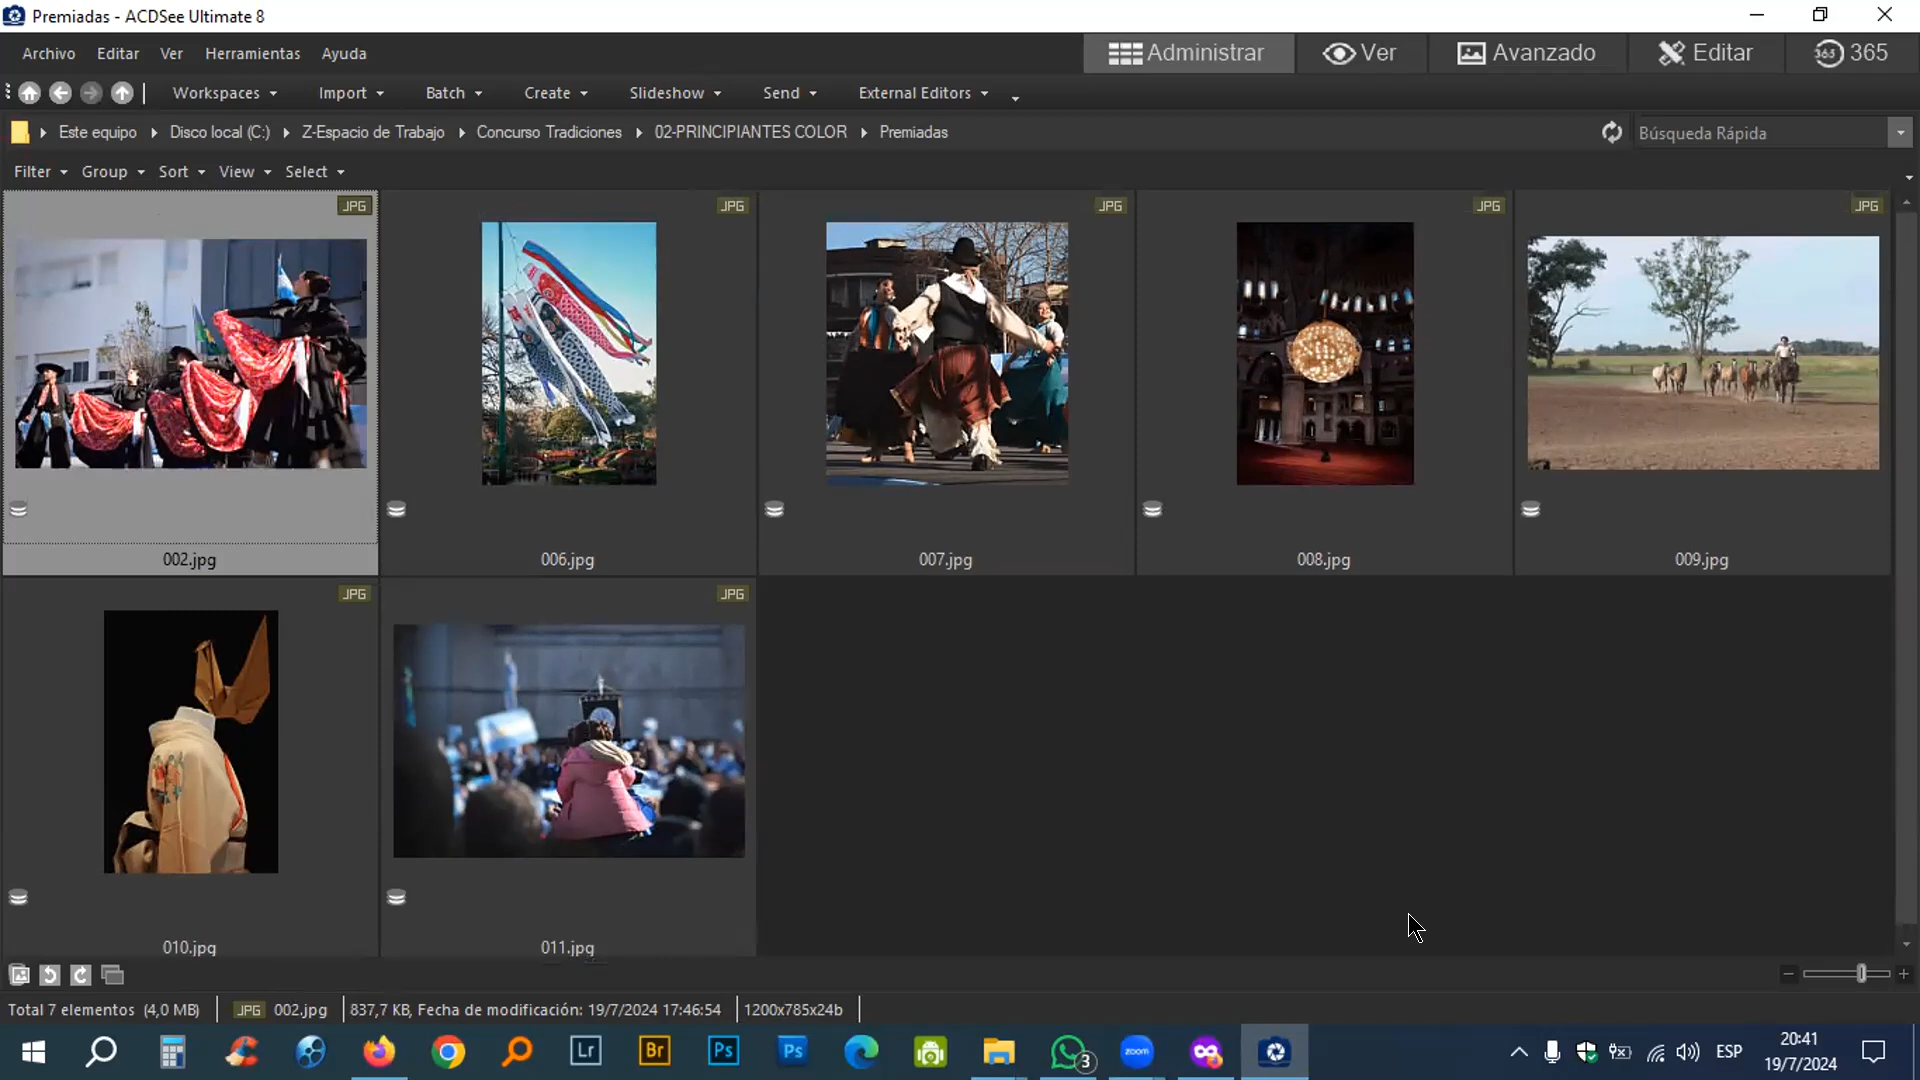 Premiadas - ACDSee Ultimate 8
Archivo Editar Ver Herramientas Ayuda
Administrar Ver Avanzado Editar 365 365
Workspaces Import Batch Create Slideshow Send External Editors
Este equipo Disco local (C:) Z-Espacio de Trabajo Concurso Tradiciones 02-PRINCIPIANTES COLOR Premiadas
Búsqueda Rápida
Filter Group Sort View Select
JPG JPG JPG JPG JPG
002.jpg 006.jpg 007.jpg 008.jpg 009.jpg
JPG JPG
010.jpg 011.jpg
Total 7 elementos (4,0 MB) JPG 002.jpg 837,7 KB, Fecha de modificación: 19/7/2024 17:46:54 1200x785x24b
Lr Br Ps Ps 3 zoom ESP
20:41
19/7/2024